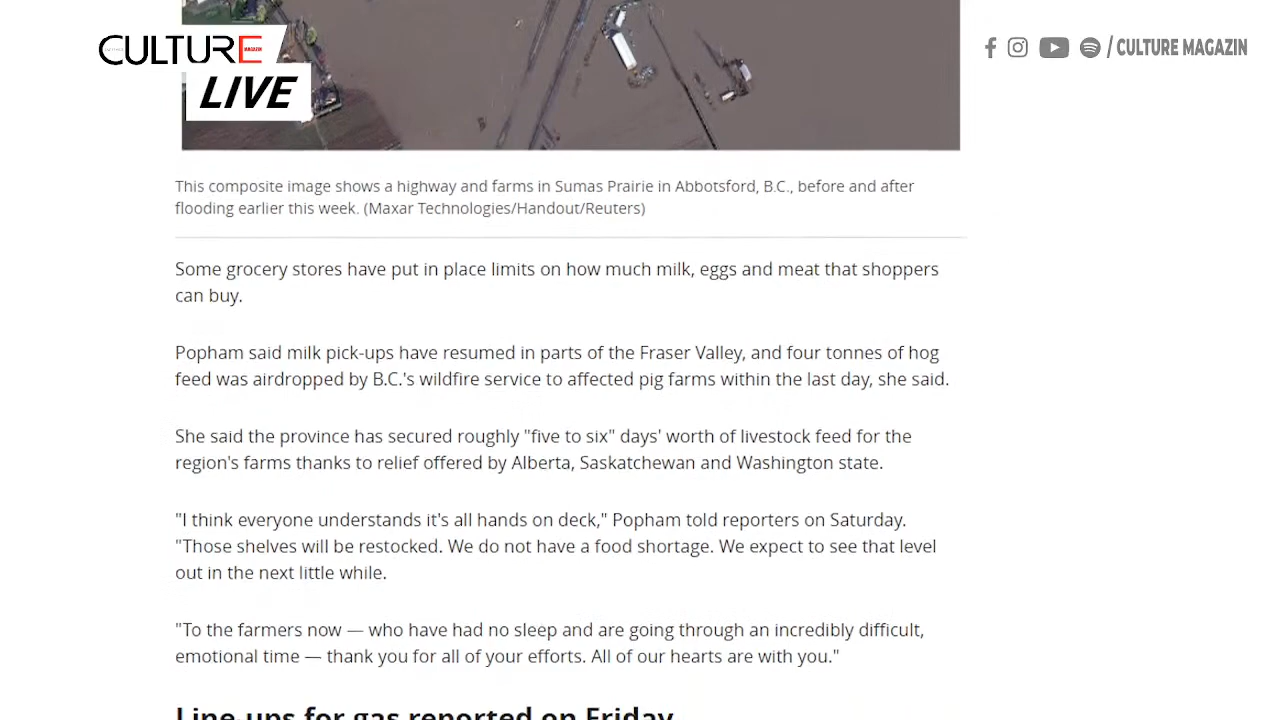 CULTURE MAGAZIN
LIVE
/ CULTURE MAGAZIN
This composite image shows a highway and farms in Sumas Prairie in Abbotsford, B.C., before and after
flooding earlier this week. (Maxar Technologies/Handout/Reuters)
Some grocery stores have put in place limits on how much milk, eggs and meat that shoppers
can buy.
Popham said milk pick-ups have resumed in parts of the Fraser Valley, and four tonnes of hog
feed was airdropped by B.C.'s wildfire service to affected pig farms within the last day, she said.
She said the province has secured roughly "five to six" days' worth of livestock feed for the
region's farms thanks to relief offered by Alberta, Saskatchewan and Washington state.
"I think everyone understands it's all hands on deck," Popham told reporters on Saturday.
"Those shelves will be restocked. We do not have a food shortage. We expect to see that level
out in the next little while.
"To the farmers now — who have had no sleep and are going through an incredibly difficult,
emotional time — thank you for all of your efforts. All of our hearts are with you."
Line-ups for gas reported on Friday